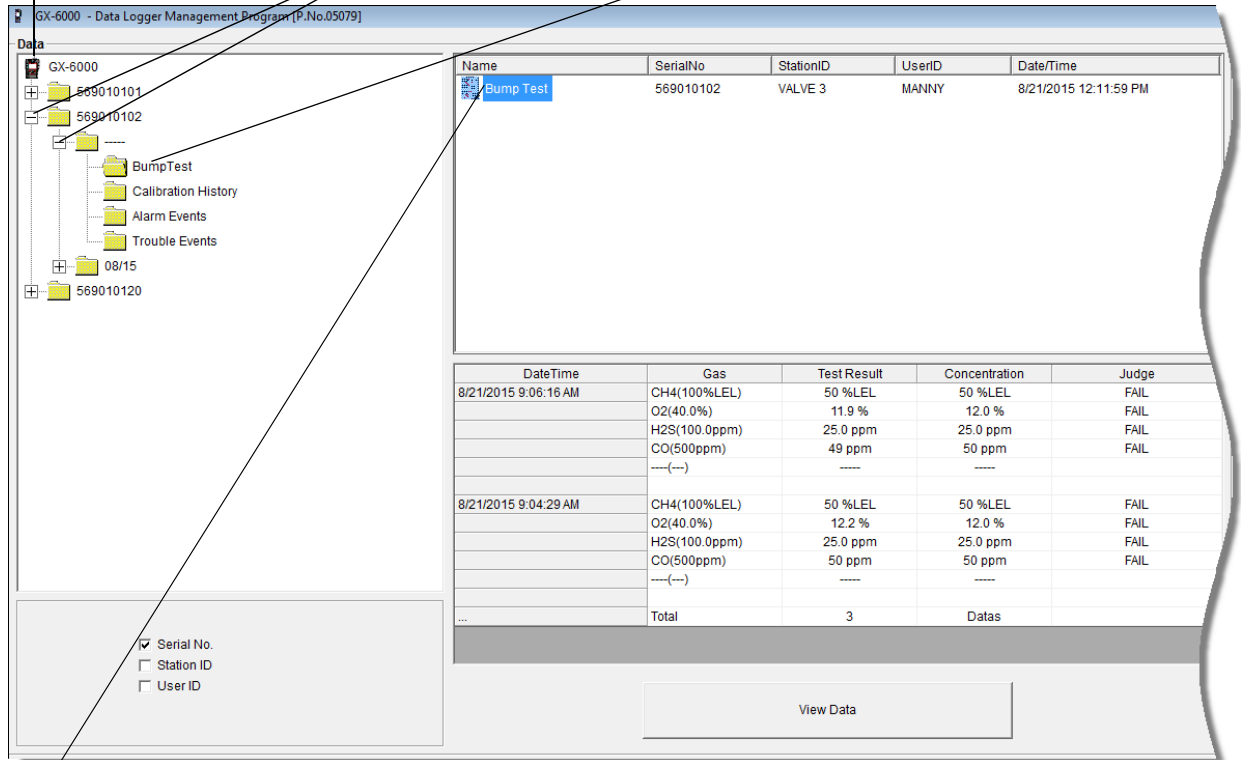 GX-6000 - Data Logger Management Program [P.No.05079]
Data
GX-6000
569010101
569010102
-----
BumpTest
Calibration History
Alarm Events
Trouble Events
08/15
569010120
Serial No.
Station ID
User ID
Name SerialNo StationID UserID Date/Time
Bump Test 569010102 VALVE 3 MANNY 8/21/2015 12:11:59 PM
DateTime Gas Test Result Concentration Judge
8/21/2015 9:06:16 AM CH4(100%LEL) 50 %LEL 50 %LEL FAIL
O2(40.0%) 11.9 % 12.0 % FAIL
H2S(100.0ppm) 25.0 ppm 25.0 ppm FAIL
CO(500ppm) 49 ppm 50 ppm FAIL
----(---) ----- -----
8/21/2015 9:04:29 AM CH4(100%LEL) 50 %LEL 50 %LEL FAIL
O2(40.0%) 12.2 % 12.0 % FAIL
H2S(100.0ppm) 25.0 ppm 25.0 ppm FAIL
CO(500ppm) 50 ppm 50 ppm FAIL
----(---) ----- -----
... Total 3 Datas
View Data